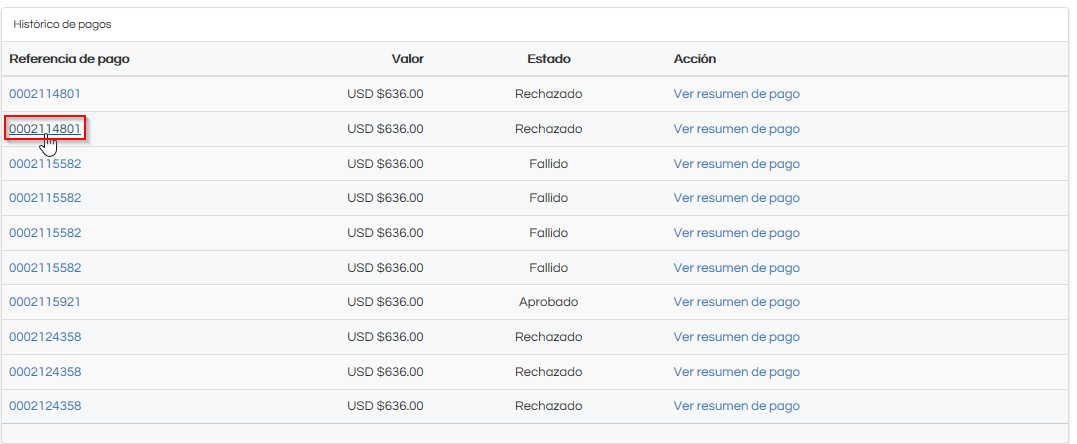 Histórico de pagos
Referencia de pago Valor Estado Acción
0002114801 USD $636.00 Rechazado Ver resumen de pago
0002114801 USD $636.00 Rechazado Ver resumen de pago
0002115582 USD $636.00 Fallido Ver resumen de pago
0002115582 USD $636.00 Fallido Ver resumen de pago
0002115582 USD $636.00 Fallido Ver resumen de pago
0002115582 USD $636.00 Fallido Ver resumen de pago
0002115921 USD $636.00 Aprobado Ver resumen de pago
0002124358 USD $636.00 Rechazado Ver resumen de pago
0002124358 USD $636.00 Rechazado Ver resumen de pago
0002124358 USD $636.00 Rechazado Ver resumen de pago